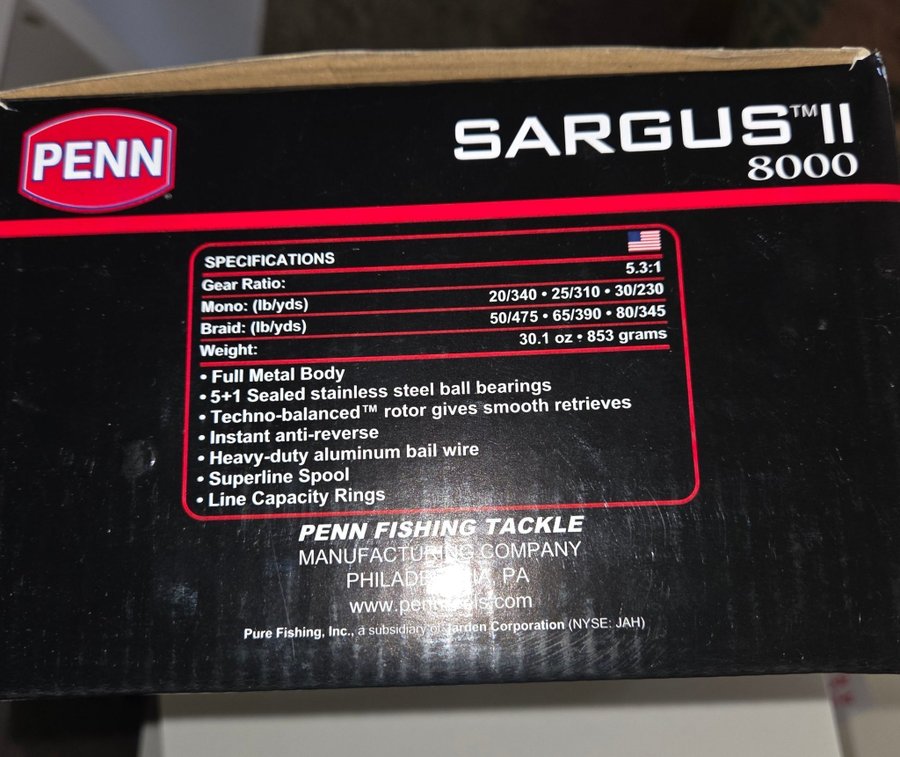 PENN
SARGUS™II
8000
SPECIFICATIONS
Gear Ratio: 5.3:1
Mono: (lb/yds) 20/340 • 25/310 • 30/230
Braid: (lb/yds) 50/475 • 65/390 • 80/345
Weight: 30.1 oz • 853 grams
• Full Metal Body
• 5+1 Sealed stainless steel ball bearings
• Techno-balanced™ rotor gives smooth retrieves
• Instant anti-reverse
• Heavy-duty aluminum bail wire
• Superline Spool
• Line Capacity Rings
PENN FISHING TACKLE
MANUFACTURING COMPANY
PHILADELPHIA, PA
www.pennreels.com
Pure Fishing, Inc., a subsidiary of Jarden Corporation (NYSE: JAH)